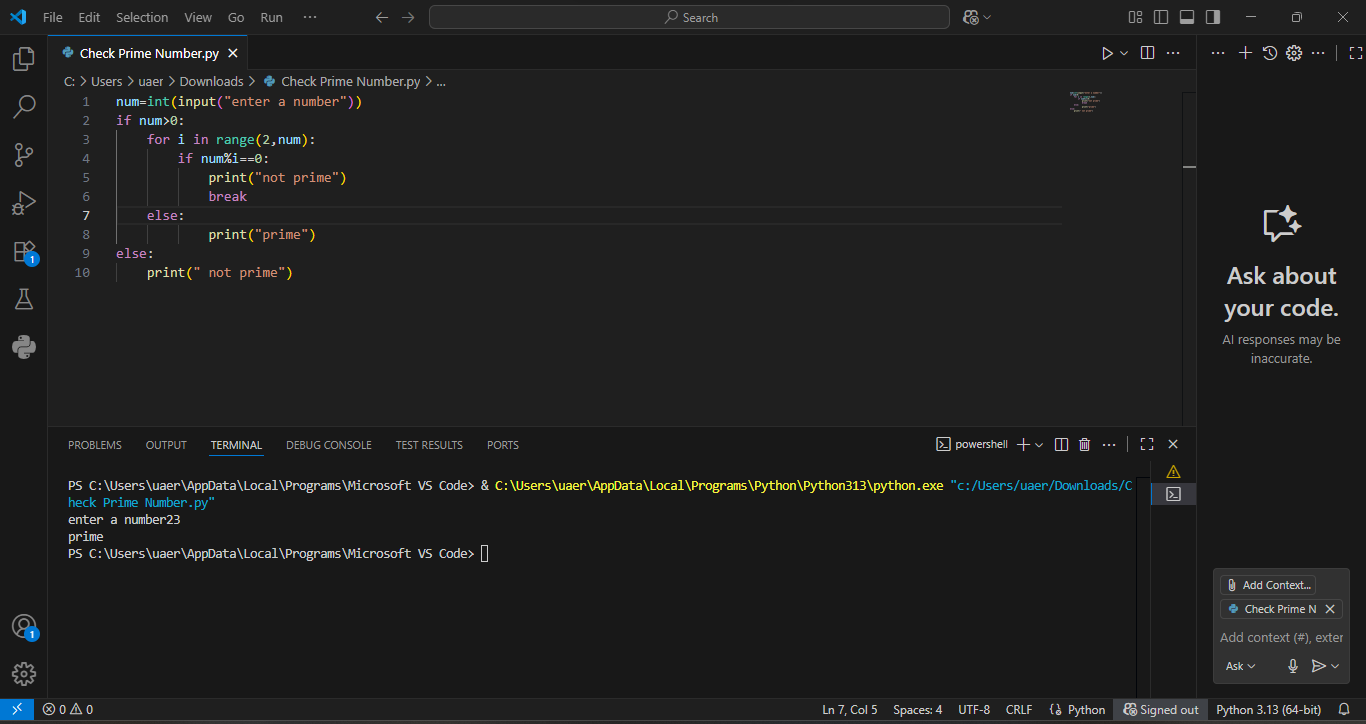 File Edit Selection View Go Run ···
Search
Check Prime Number.py
C: > Users > uaer > Downloads > Check Prime Number.py > ...
1 num=int(input("enter a number"))
2 if num>0:
3 for i in range(2,num):
4 if num%i==0:
5 print("not prime")
6 break
7 else:
8 print("prime")
9 else:
10 print(" not prime")
PROBLEMS OUTPUT TERMINAL DEBUG CONSOLE TEST RESULTS PORTS
powershell
PS C:\Users\uaer\AppData\Local\Programs\Microsoft VS Code> & C:\Users\uaer\AppData\Local\Programs\Python\Python313\python.exe "c:/Users/uaer/Downloads/C
heck Prime Number.py"
enter a number23
prime
PS C:\Users\uaer\AppData\Local\Programs\Microsoft VS Code>
Ask about
your code.
AI responses may be
inaccurate.
Add Context...
Check Prime N
Add context (#), exter
Ask
1
1
0 0
Ln 7, Col 5 Spaces: 4 UTF-8 CRLF Python Signed out Python 3.13 (64-bit)